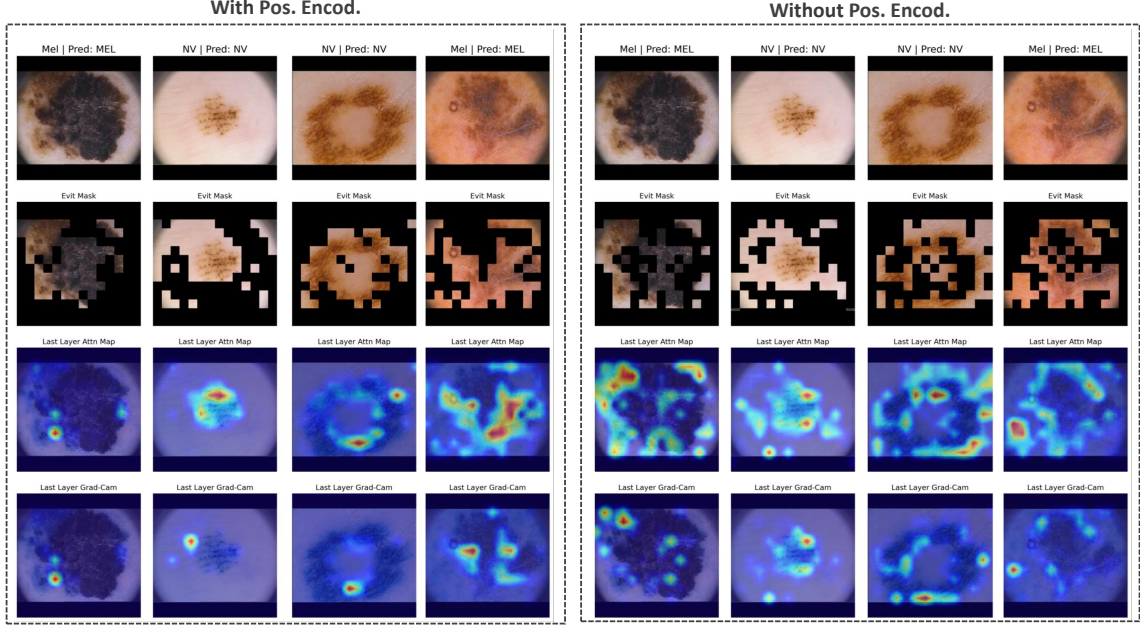 With Pos. Encod.
Mel | Pred: MEL NV | Pred: NV NV | Pred: NV Mel | Pred: MEL
Evit Mask Evit Mask Evit Mask Evit Mask
Last Layer Attn Map Last Layer Attn Map Last Layer Attn Map Last Layer Attn Map
Last Layer Grad-Cam Last Layer Grad-Cam Last Layer Grad-Cam Last Layer Grad-Cam
Without Pos. Encod.
Mel | Pred: MEL NV | Pred: NV NV | Pred: NV Mel | Pred: MEL
Evit Mask Evit Mask Evit Mask Evit Mask
Last Layer Attn Map Last Layer Attn Map Last Layer Attn Map Last Layer Attn Map
Last Layer Grad-Cam Last Layer Grad-Cam Last Layer Grad-Cam Last Layer Grad-Cam